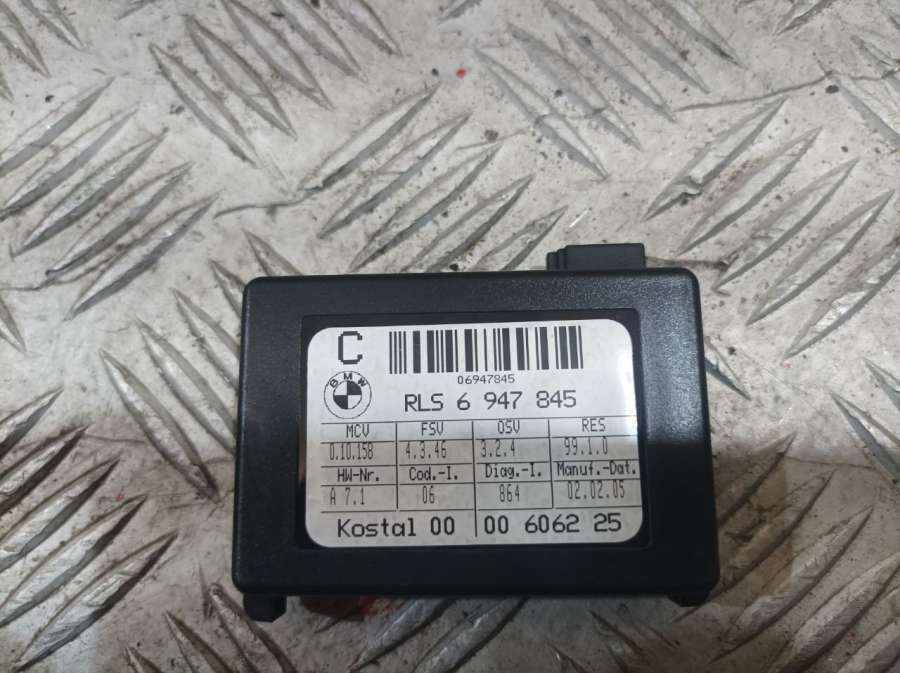 C
06947845
BMW
RLS 6 947 845
MCV FSV OSV RES
0.10.158 4.3.46 3.2.4 99.1.0
HW-Nr. Cod.-I. Diag.-I. Manuf.-Dat.
A 7.1 06 864 02.02.05
Kostal 00 00 6062 25